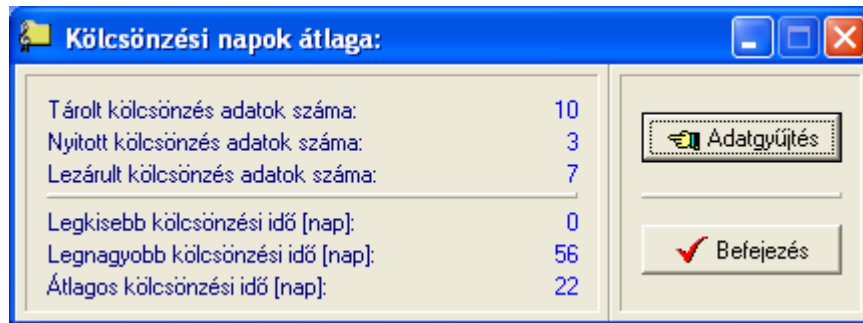 Kölcsönzési napok átlaga:
Tárolt kölcsönzés adatok száma: 10
Nyitott kölcsönzés adatok száma: 3
Lezárult kölcsönzés adatok száma: 7
Legkisebb kölcsönzési idő [nap]: 0
Legnagyobb kölcsönzési idő [nap]: 56
Átlagos kölcsönzési idő [nap]: 22
Adatgyűjtés
Befejezés